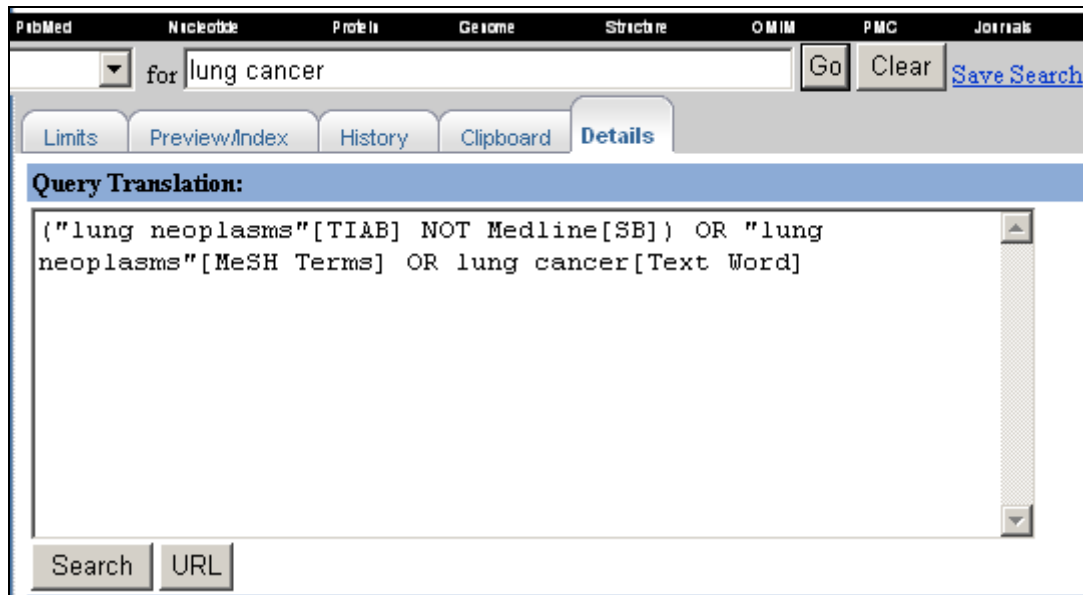 PubMed Nucleotide Protein Genome Structure OMIM PMC Journals
for lung cancer Go Clear Save Search
Limits Preview/Index History Clipboard Details
Query Translation:
("lung neoplasms"[TIAB] NOT Medline[SB]) OR "lung
neoplasms"[MeSH Terms] OR lung cancer[Text Word]
Search URL